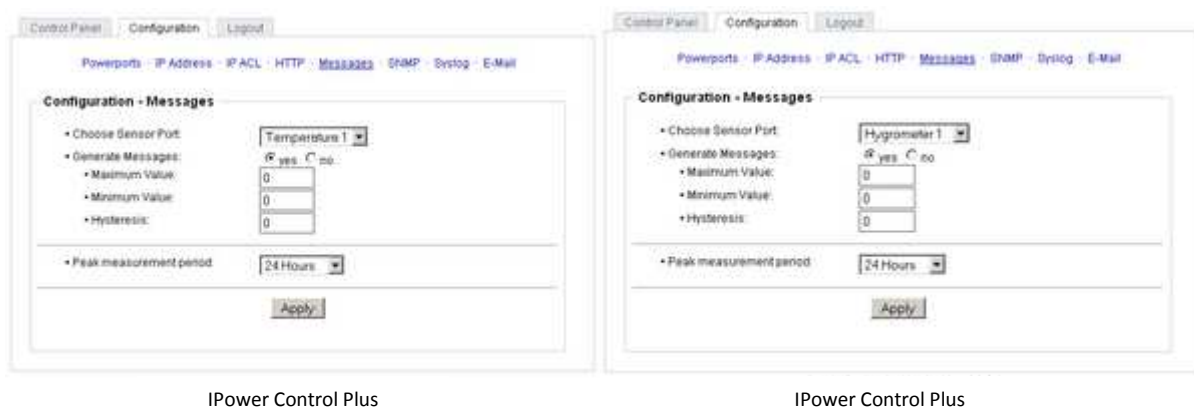 Control Panel Configuration Logout
Powerports · IP Address · IP ACL · HTTP · Messages · SNMP · Syslog · E-Mail
Configuration - Messages
• Choose Sensor Port: Temperature 1
• Generate Messages: yes no
• Maximum Value: 0
• Minimum Value: 0
• Hysteresis: 0
• Peak measurement period: 24 Hours
Apply
IPower Control Plus
Control Panel Configuration Logout
Powerports · IP Address · IP ACL · HTTP · Messages · SNMP · Syslog · E-Mail
Configuration - Messages
• Choose Sensor Port: Hygrometer 1
• Generate Messages: yes no
• Maximum Value: 0
• Minimum Value: 0
• Hysteresis: 0
• Peak measurement period: 24 Hours
Apply
IPower Control Plus